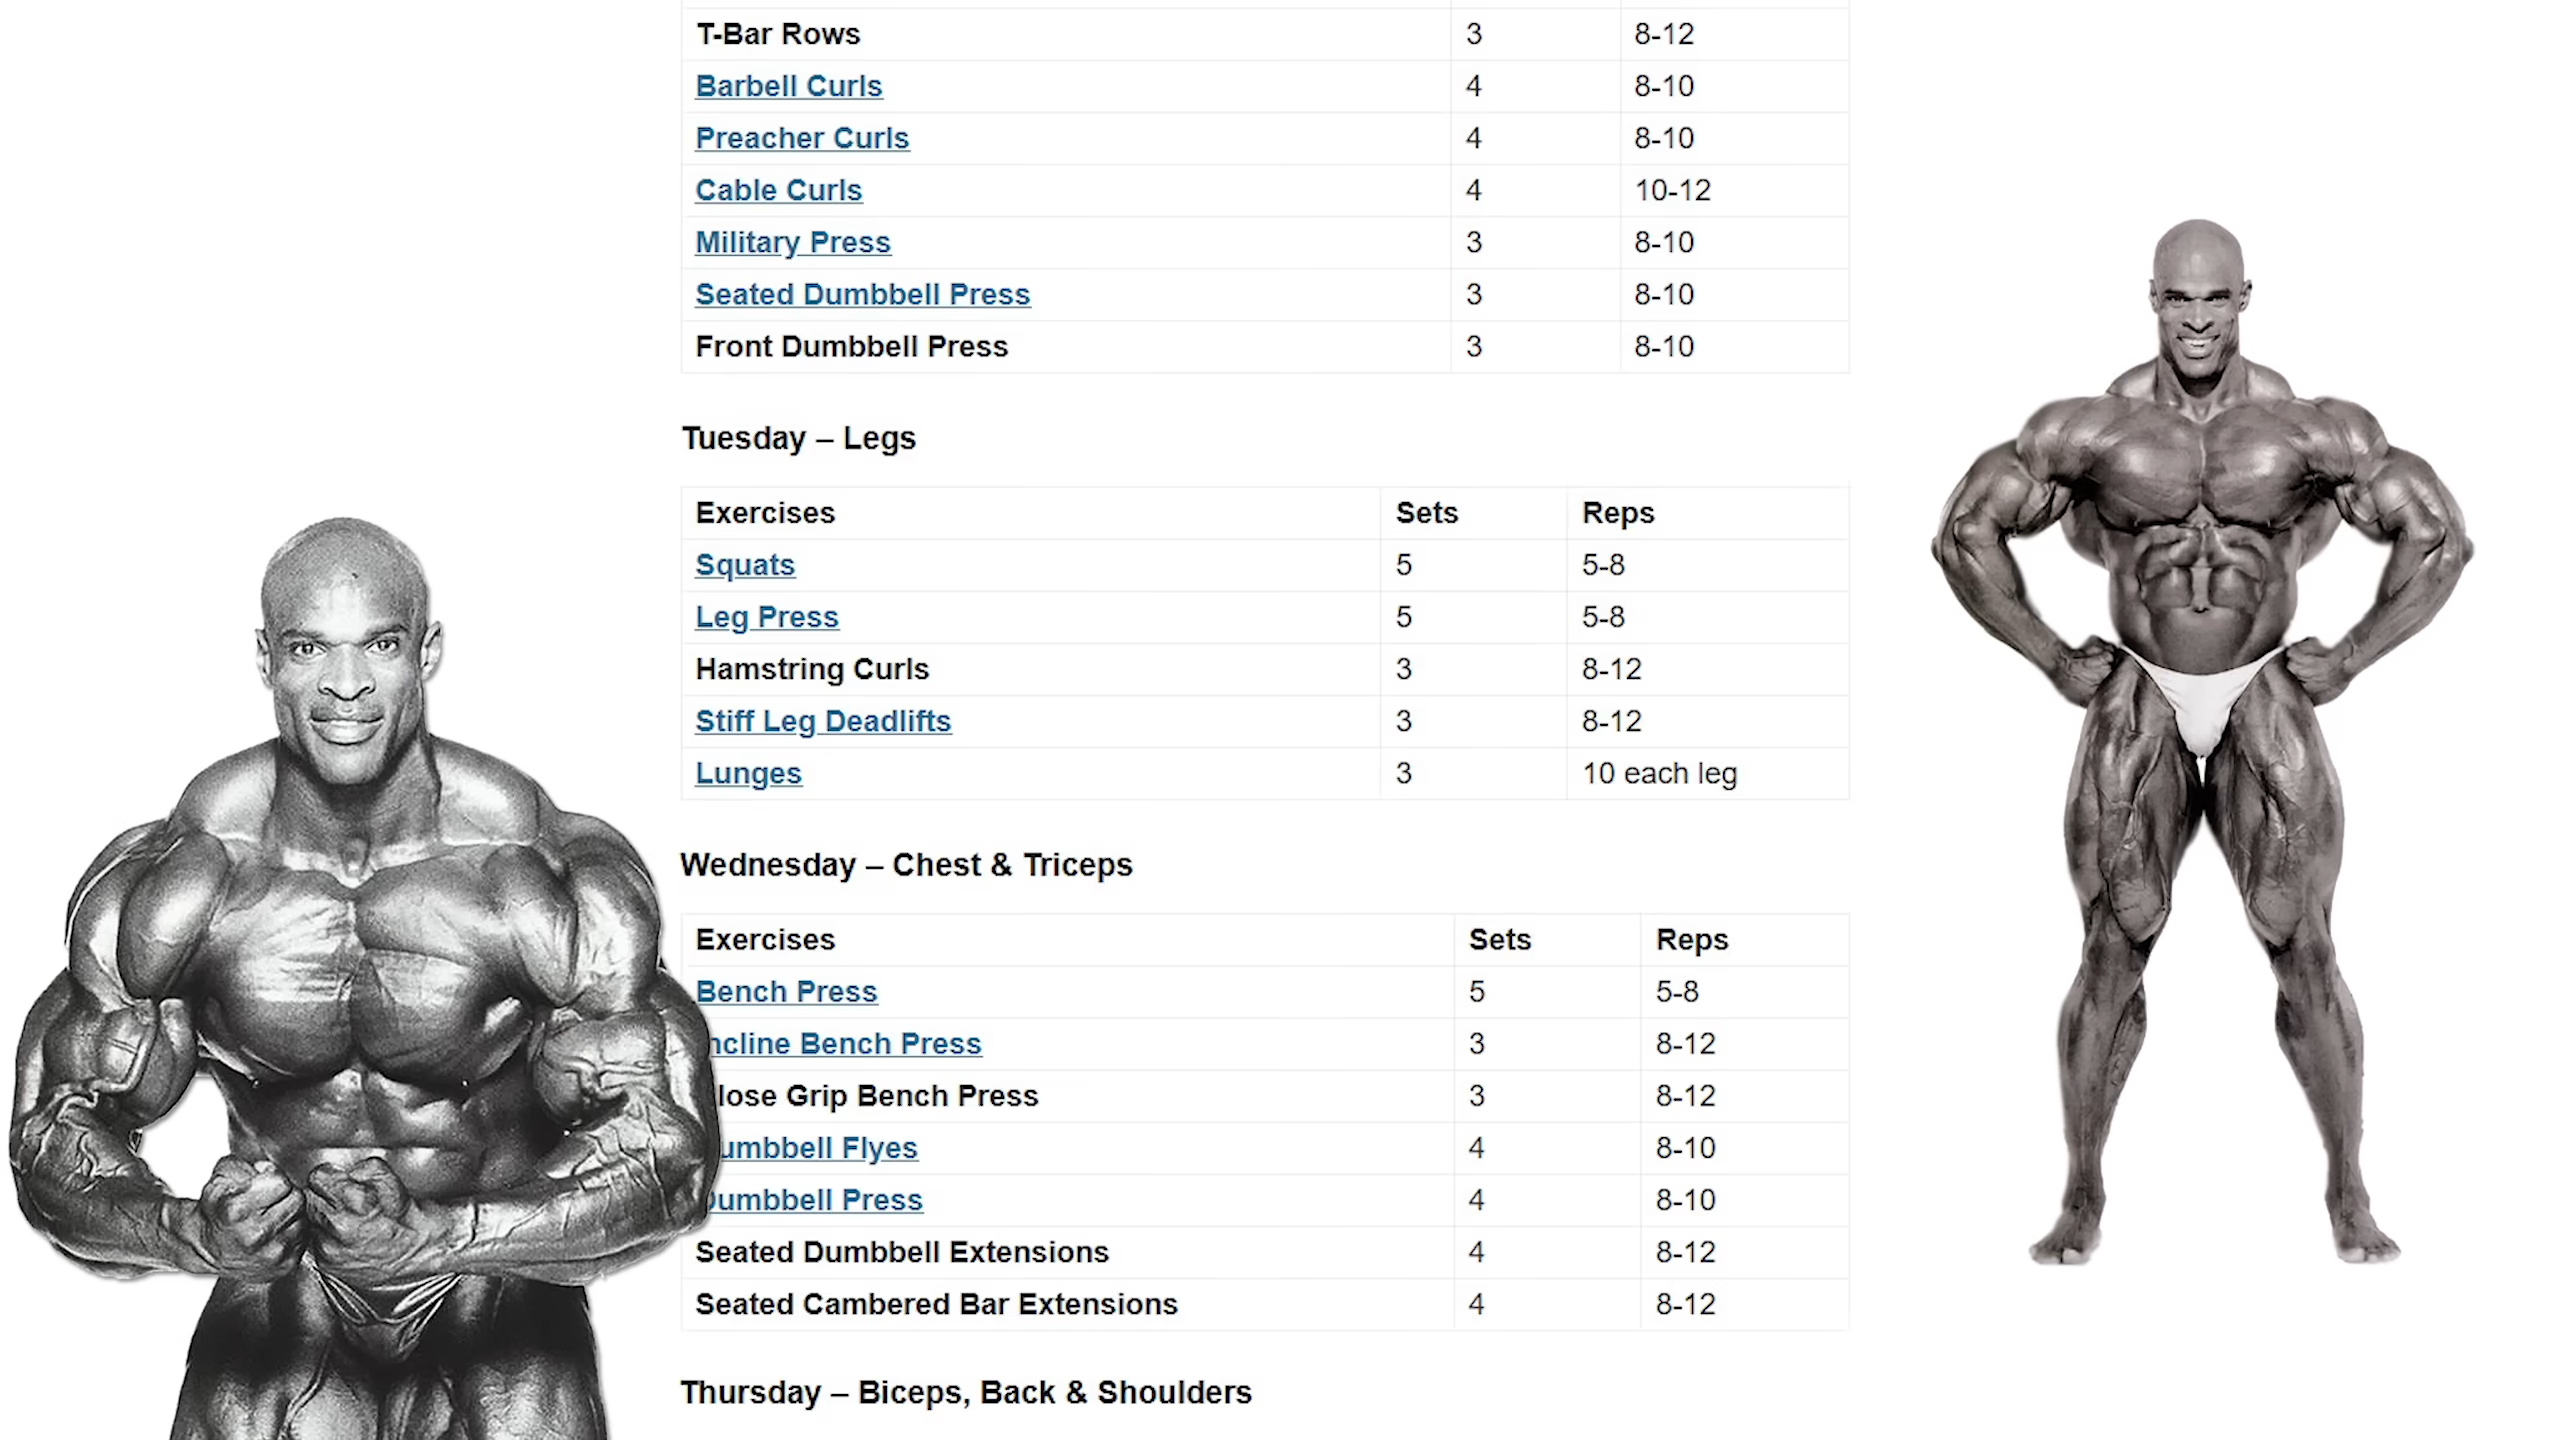 T-Bar Rows 3 8-12
Barbell Curls 4 8-10
Preacher Curls 4 8-10
Cable Curls 4 10-12
Military Press 3 8-10
Seated Dumbbell Press 3 8-10
Front Dumbbell Press 3 8-10
Tuesday – Legs
Exercises Sets Reps
Squats 5 5-8
Leg Press 5 5-8
Hamstring Curls 3 8-12
Stiff Leg Deadlifts 3 8-12
Lunges 3 10 each leg
Wednesday – Chest & Triceps
Exercises Sets Reps
Bench Press 5 5-8
ncline Bench Press 3 8-12
lose Grip Bench Press 3 8-12
umbbell Flyes 4 8-10
Dumbbell Press 4 8-10
Seated Dumbbell Extensions 4 8-12
Seated Cambered Bar Extensions 4 8-12
Thursday – Biceps, Back & Shoulders